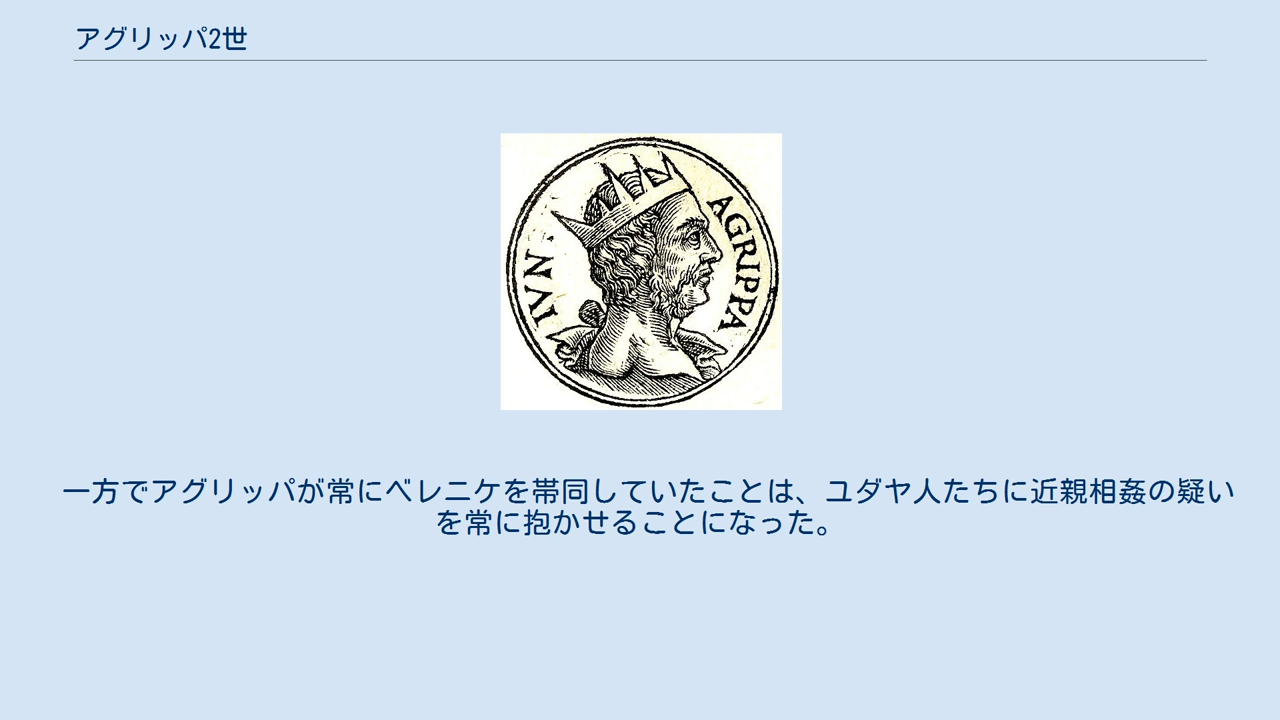 アグリッパ2世
IVN
AGRIPPA
一方でアグリッパが常にベレニケを帯同していたことは、ユダヤ人たちに近親相姦の疑い
を常に抱かせることになった。